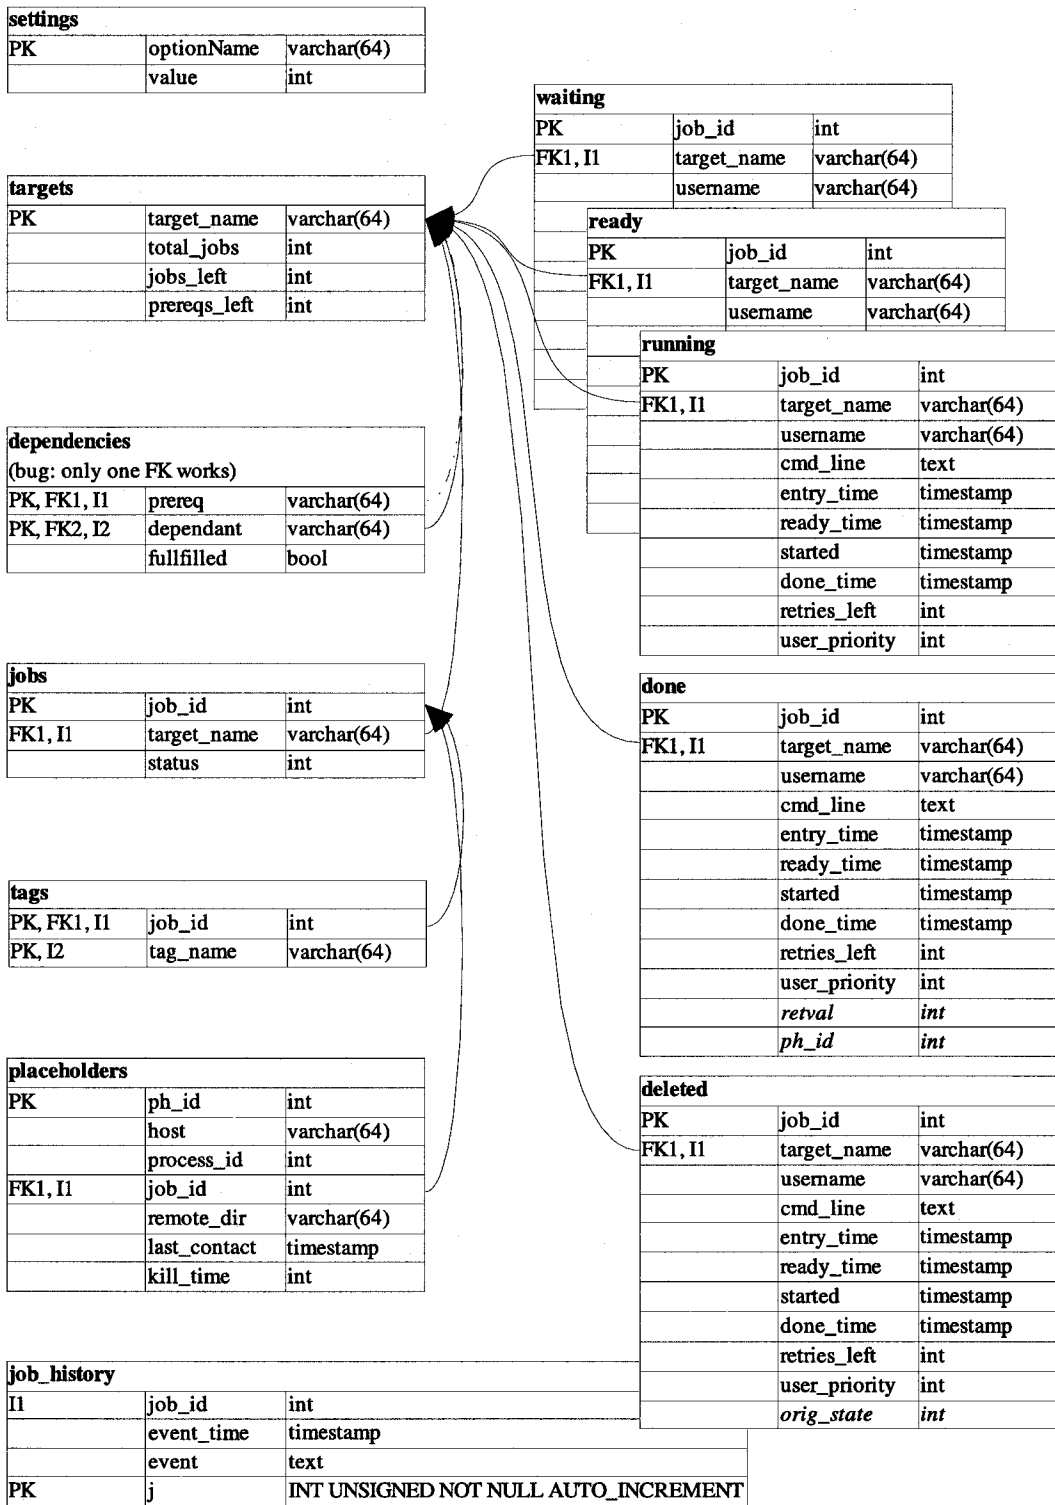 settings
PK optionName varchar(64)
value int
targets
PK target_name varchar(64)
total_jobs int
jobs_left int
prereqs_left int
dependencies
(bug: only one FK works)
PK, FK1, I1 prereq varchar(64)
PK, FK2, I2 dependant varchar(64)
fullfilled bool
jobs
PK job_id int
FK1, I1 target_name varchar(64)
status int
tags
PK, FK1, I1 job_id int
PK, I2 tag_name varchar(64)
placeholders
PK ph_id int
host varchar(64)
process_id int
FK1, I1 job_id int
remote_dir varchar(64)
last_contact timestamp
kill_time int
job_history
I1 job_id int
event_time timestamp
event text
PK j INT UNSIGNED NOT NULL AUTO_INCREMENT
waiting
PK job_id int
FK1, I1 target_name varchar(64)
username varchar(64)
ready
PK job_id int
FK1, I1 target_name varchar(64)
username varchar(64)
running
PK job_id int
FK1, I1 target_name varchar(64)
username varchar(64)
cmd_line text
entry_time timestamp
ready_time timestamp
started timestamp
done_time timestamp
retries_left int
user_priority int
done
PK job_id int
FK1, I1 target_name varchar(64)
username varchar(64)
cmd_line text
entry_time timestamp
ready_time timestamp
started timestamp
done_time timestamp
retries_left int
user_priority int
retval int
ph_id int
deleted
PK job_id int
FK1, I1 target_name varchar(64)
username varchar(64)
cmd_line text
entry_time timestamp
ready_time timestamp
started timestamp
done_time timestamp
retries_left int
user_priority int
orig_state int